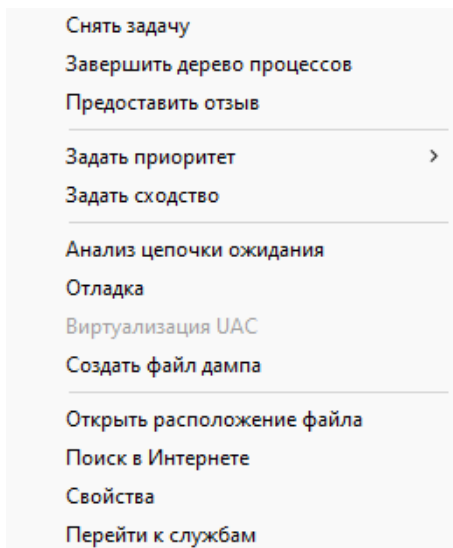 Снять задачу
Завершить дерево процессов
Предоставить отзыв
Задать приоритет
Задать сходство
Анализ цепочки ожидания
Отладка
Виртуализация UAC
Создать файл дампа
Открыть расположение файла
Поиск в Интернете
Свойства
Перейти к службам